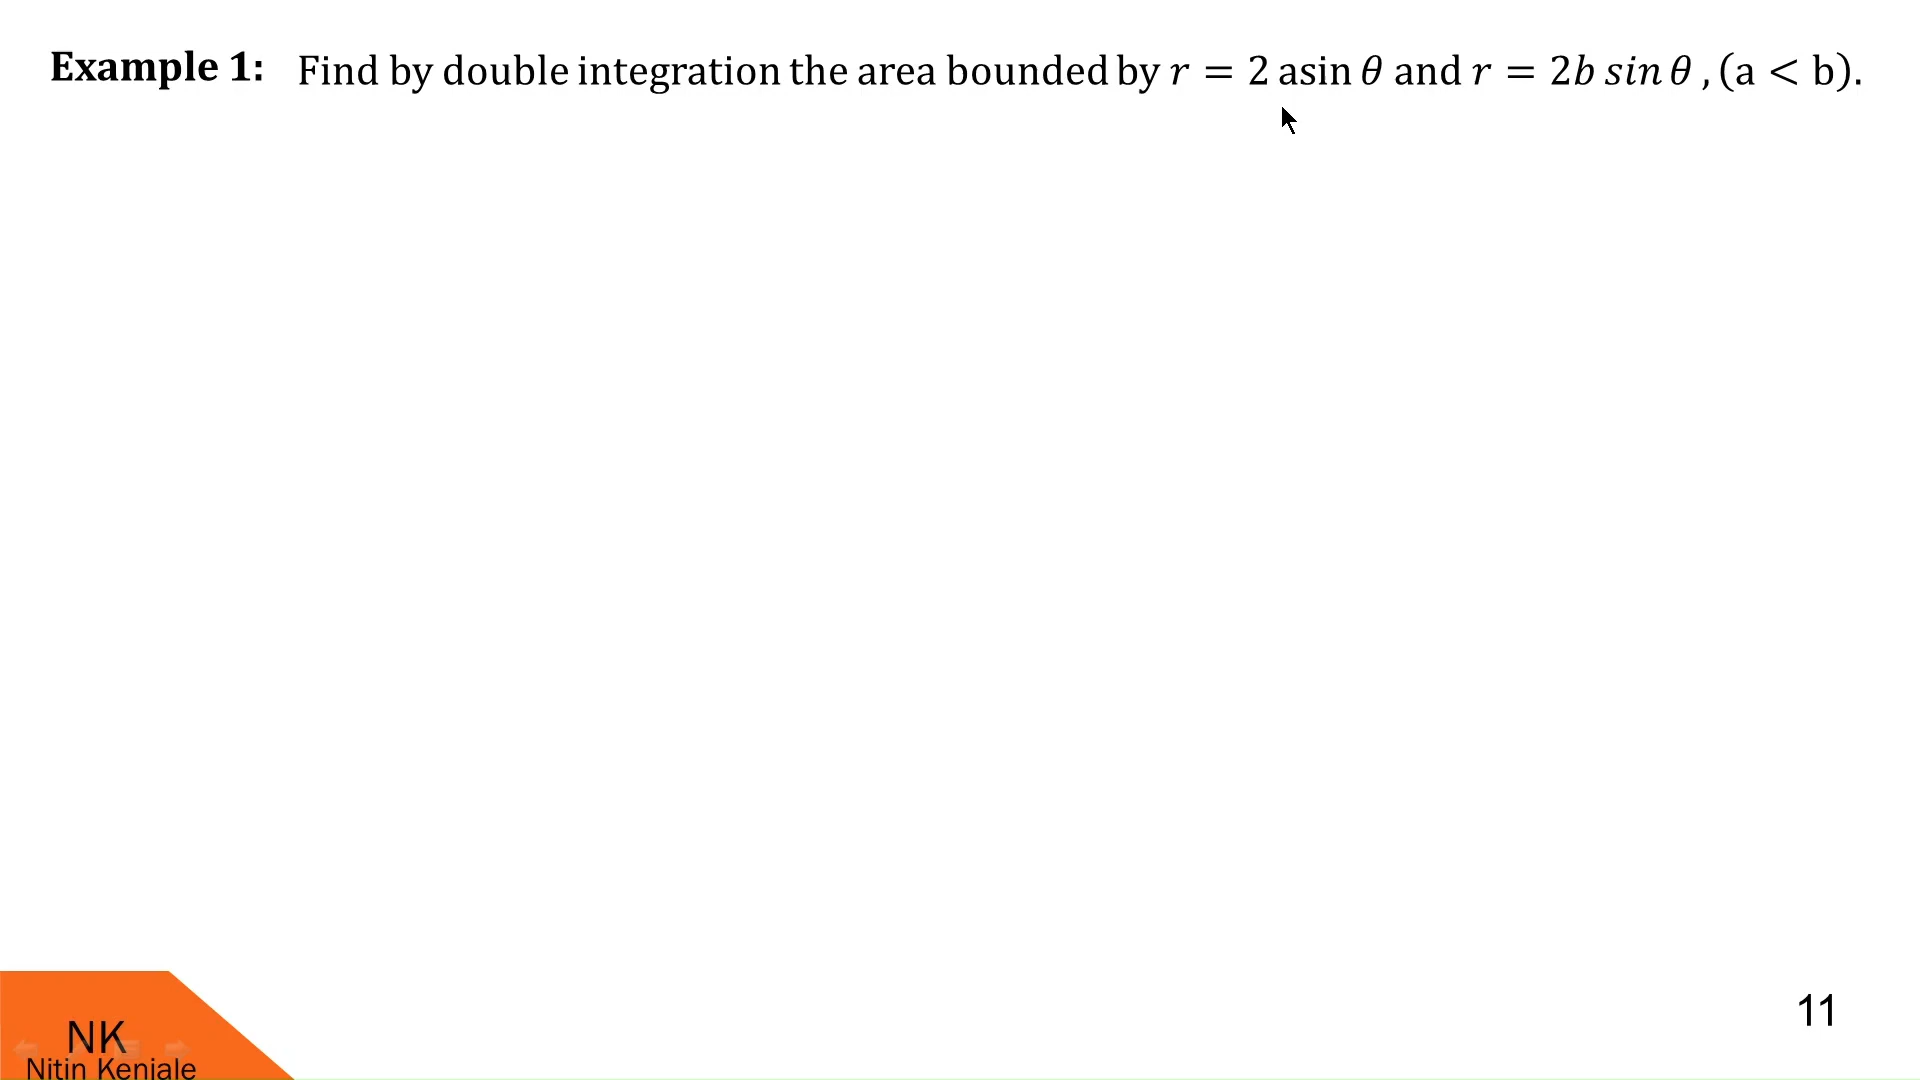 Example 1: Find by double integration the area bounded by r = 2 asin θ and r = 2b sin θ , (a < b).
11
NK
Nitin Keniale